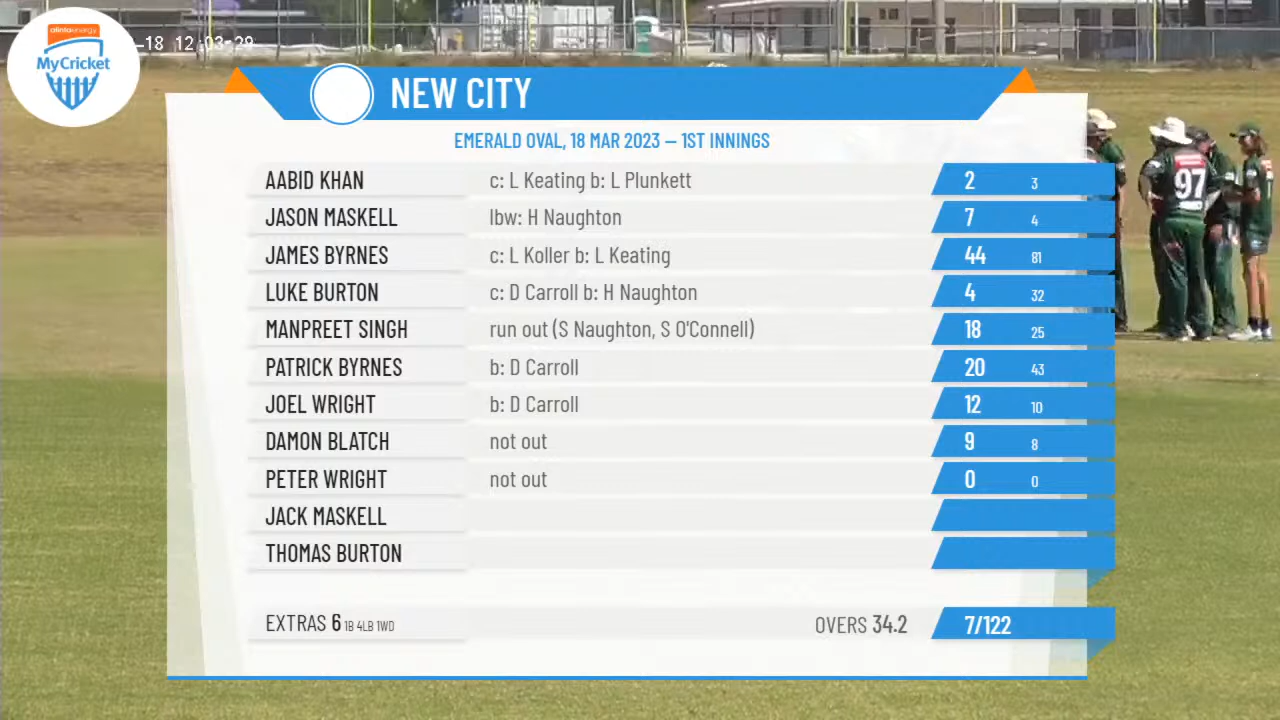 alinta energy
-18 12:03:29
MyCricket
NEW CITY
EMERALD OVAL, 18 MAR 2023 – 1ST INNINGS
AABID KHAN c: L Keating b: L Plunkett 2 3
JASON MASKELL lbw: H Naughton 7 4
JAMES BYRNES c: L Koller b: L Keating 44 81
LUKE BURTON c: D Carroll b: H Naughton 4 32
MANPREET SINGH run out (S Naughton, S O'Connell) 18 25
PATRICK BYRNES b: D Carroll 20 43
JOEL WRIGHT b: D Carroll 12 10
DAMON BLATCH not out 9 8
PETER WRIGHT not out 0 0
JACK MASKELL
THOMAS BURTON
EXTRAS 6 1B 4LB 1WD OVERS 34.2 7/122
97